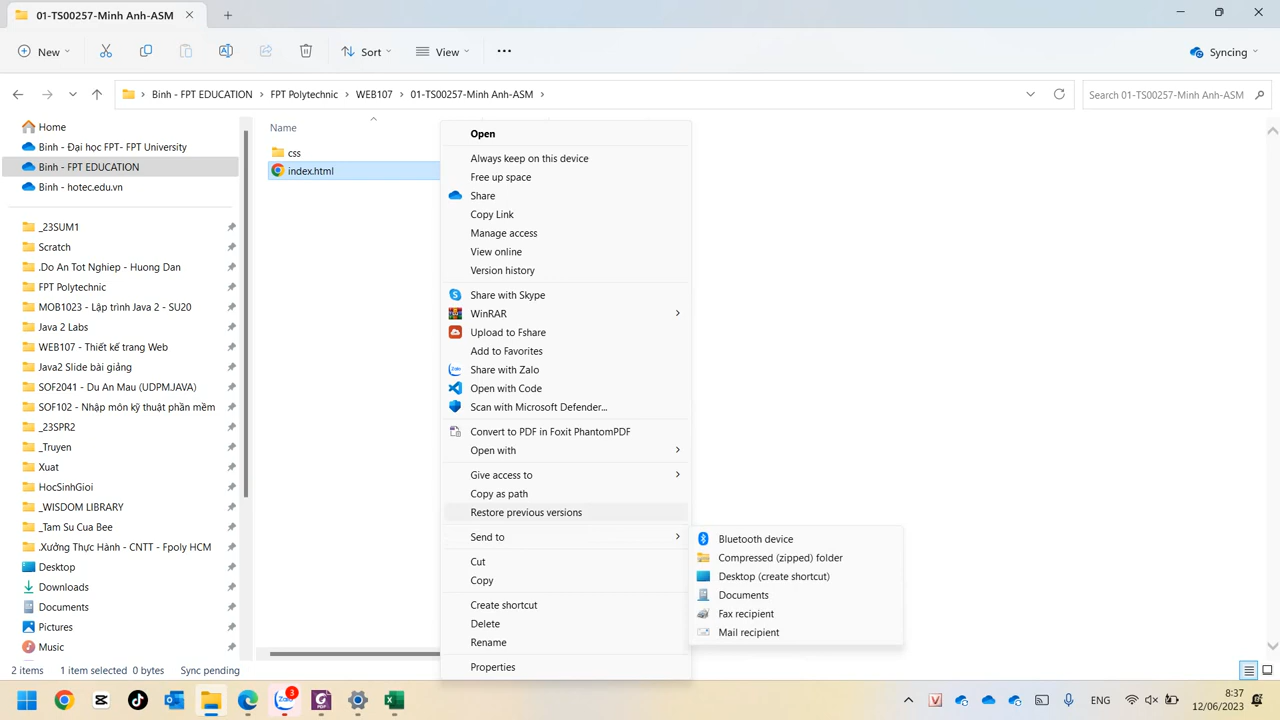 01-TS00257-Minh Anh-ASM
New
Sort
View
Syncing
Binh - FPT EDUCATION
FPT Polytechnic
WEB107
01-TS00257-Minh Anh-ASM
Search 01-TS00257-Minh Anh-ASM
Home
Binh - Đại học FPT- FPT University
Binh - FPT EDUCATION
Binh - hotec.edu.vn
_23SUM1
Scratch
.Do An Tot Nghiep - Huong Dan
FPT Polytechnic
MOB1023 - Lập trình Java 2 - SU20
Java 2 Labs
WEB107 - Thiết kế trang Web
Java2 Slide bài giảng
SOF2041 - Du An Mau (UDPMJAVA)
SOF102 - Nhập môn kỹ thuật phần mềm
_23SPR2
_Truyen
Xuat
HocSinhGioi
_WISDOM LIBRARY
_Tam Su Cua Bee
.Xưởng Thực Hành - CNTT - Fpoly HCM
Desktop
Downloads
Documents
Pictures
Music
Name
css
index.html
Open
Always keep on this device
Free up space
Share
Copy Link
Manage access
View online
Version history
Share with Skype
WinRAR
Upload to Fshare
Add to Favorites
Share with Zalo
Open with Code
Scan with Microsoft Defender...
Convert to PDF in Foxit PhantomPDF
Open with
Give access to
Copy as path
Restore previous versions
Send to
Cut
Copy
Create shortcut
Delete
Rename
Properties
Bluetooth device
Compressed (zipped) folder
Desktop (create shortcut)
Documents
Fax recipient
Mail recipient
2 items
1 item selected 0 bytes
Sync pending
Zalo
3
ENG
8:37
12/06/2023